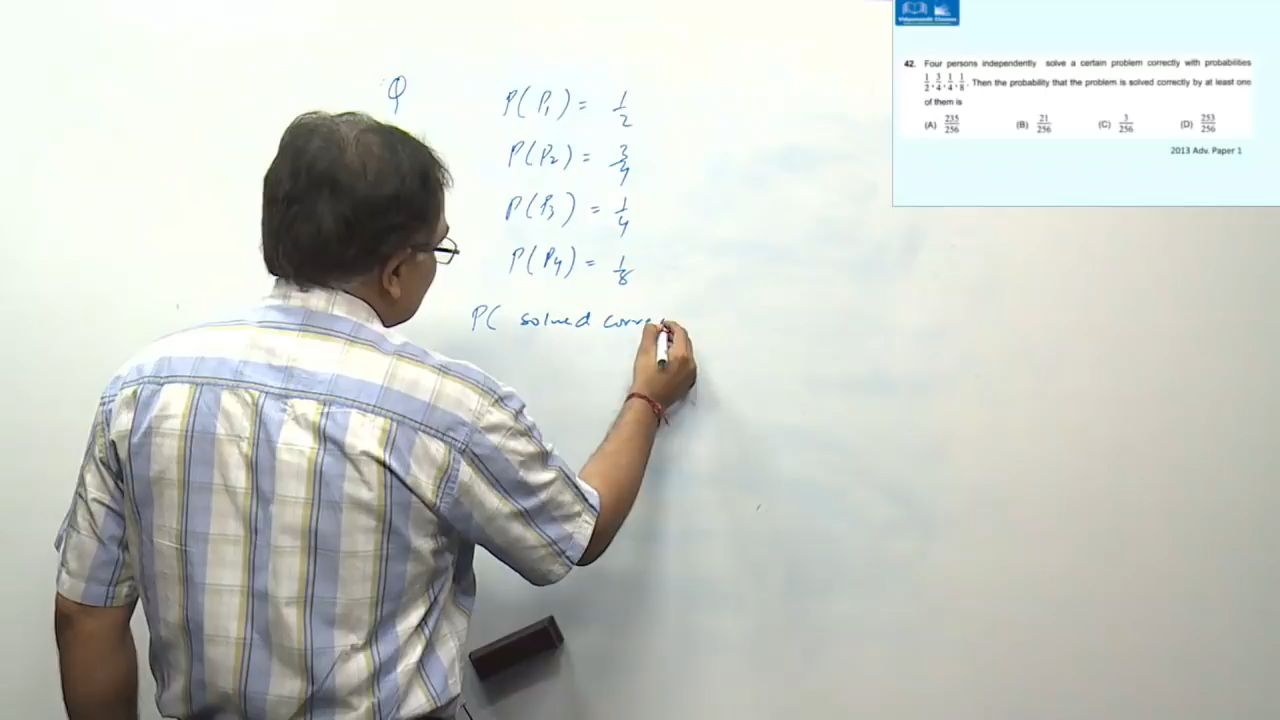 Q
P(P1) = 1/2
P(P2) = 3/4
P(P3) = 1/4
P(P4) = 1/8
P( solved corre
Vidyamandir Classes
42. Four persons independently solve a certain problem correctly with probabilities
1/2, 3/4, 1/4, 1/8. Then the probability that the problem is solved correctly by at least one
of them is
(A) 235/256 (B) 21/256 (C) 3/256 (D) 253/256
2013 Adv. Paper 1